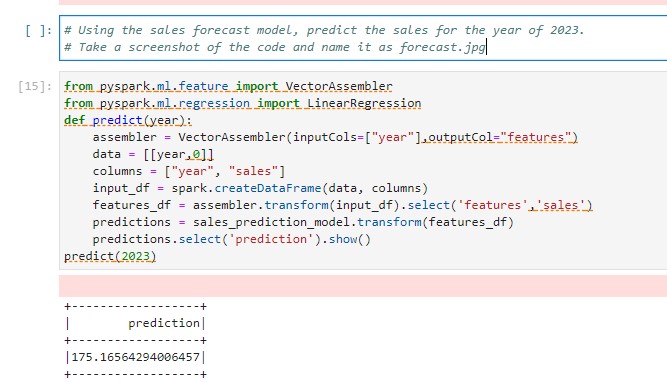 [ ]: # Using the sales forecast model, predict the sales for the year of 2023.
# Take a screenshot of the code and name it as forecast.jpg
[15]: from pyspark.ml.feature import VectorAssembler
from pyspark.ml.regression import LinearRegression
def predict(year):
    assembler = VectorAssembler(inputCols=["year"],outputCol="features")
    data = [[year,0]]
    columns = ["year", "sales"]
    input_df = spark.createDataFrame(data, columns)
    features_df = assembler.transform(input_df).select('features','sales')
    predictions = sales_prediction_model.transform(features_df)
    predictions.select('prediction').show()
predict(2023)
+------------------+
|        prediction|
+------------------+
|175.16564294006457|
+------------------+